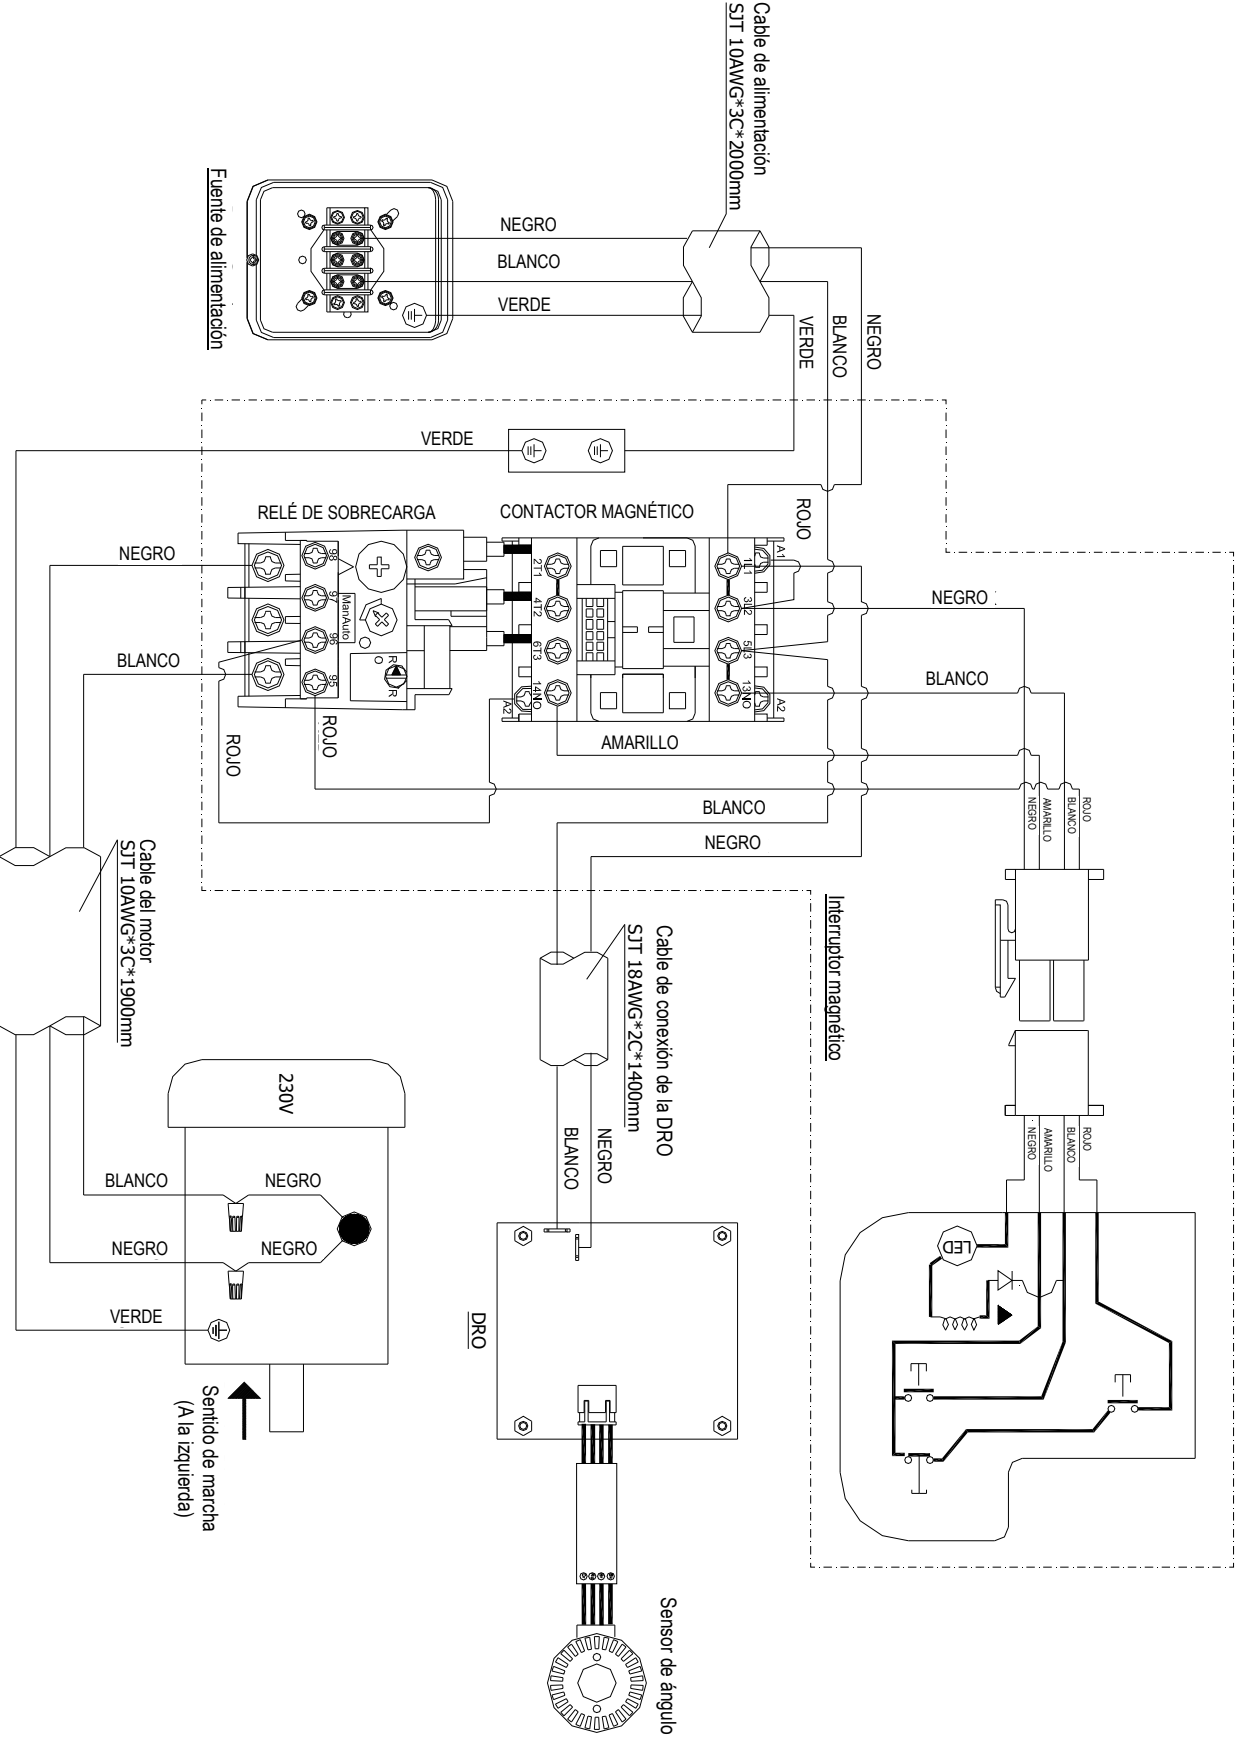 Cable de alimentación
SJT 10AWG*3C*2000mm
Fuente de alimentación
NEGRO
BLANCO
VERDE
NEGRO
BLANCO
VERDE
VERDE
RELÉ DE SOBRECARGA
CONTACTOR MAGNÉTICO
ROJO
NEGRO
BLANCO
98
97
96
95
ManAuto
R
R
2T1
4T2
6T3
14NO
A2
A1
1L1
3L2
5L3
13NO
A2
NEGRO
BLANCO
AMARILLO
ROJO
ROJO
BLANCO
NEGRO
ROJO
BLANCO
AMARILLO
NEGRO
Interruptor magnético
ROJO
BLANCO
AMARILLO
NEGRO
LED
Cable del motor
SJT 10AWG*3C*1900mm
Cable de conexión de la DRO
SJT 18AWG*2C*1400mm
NEGRO
BLANCO
230V
BLANCO
NEGRO
NEGRO
NEGRO
VERDE
DRO
Sentido de marcha
(A la izquierda)
Sensor de ángulo